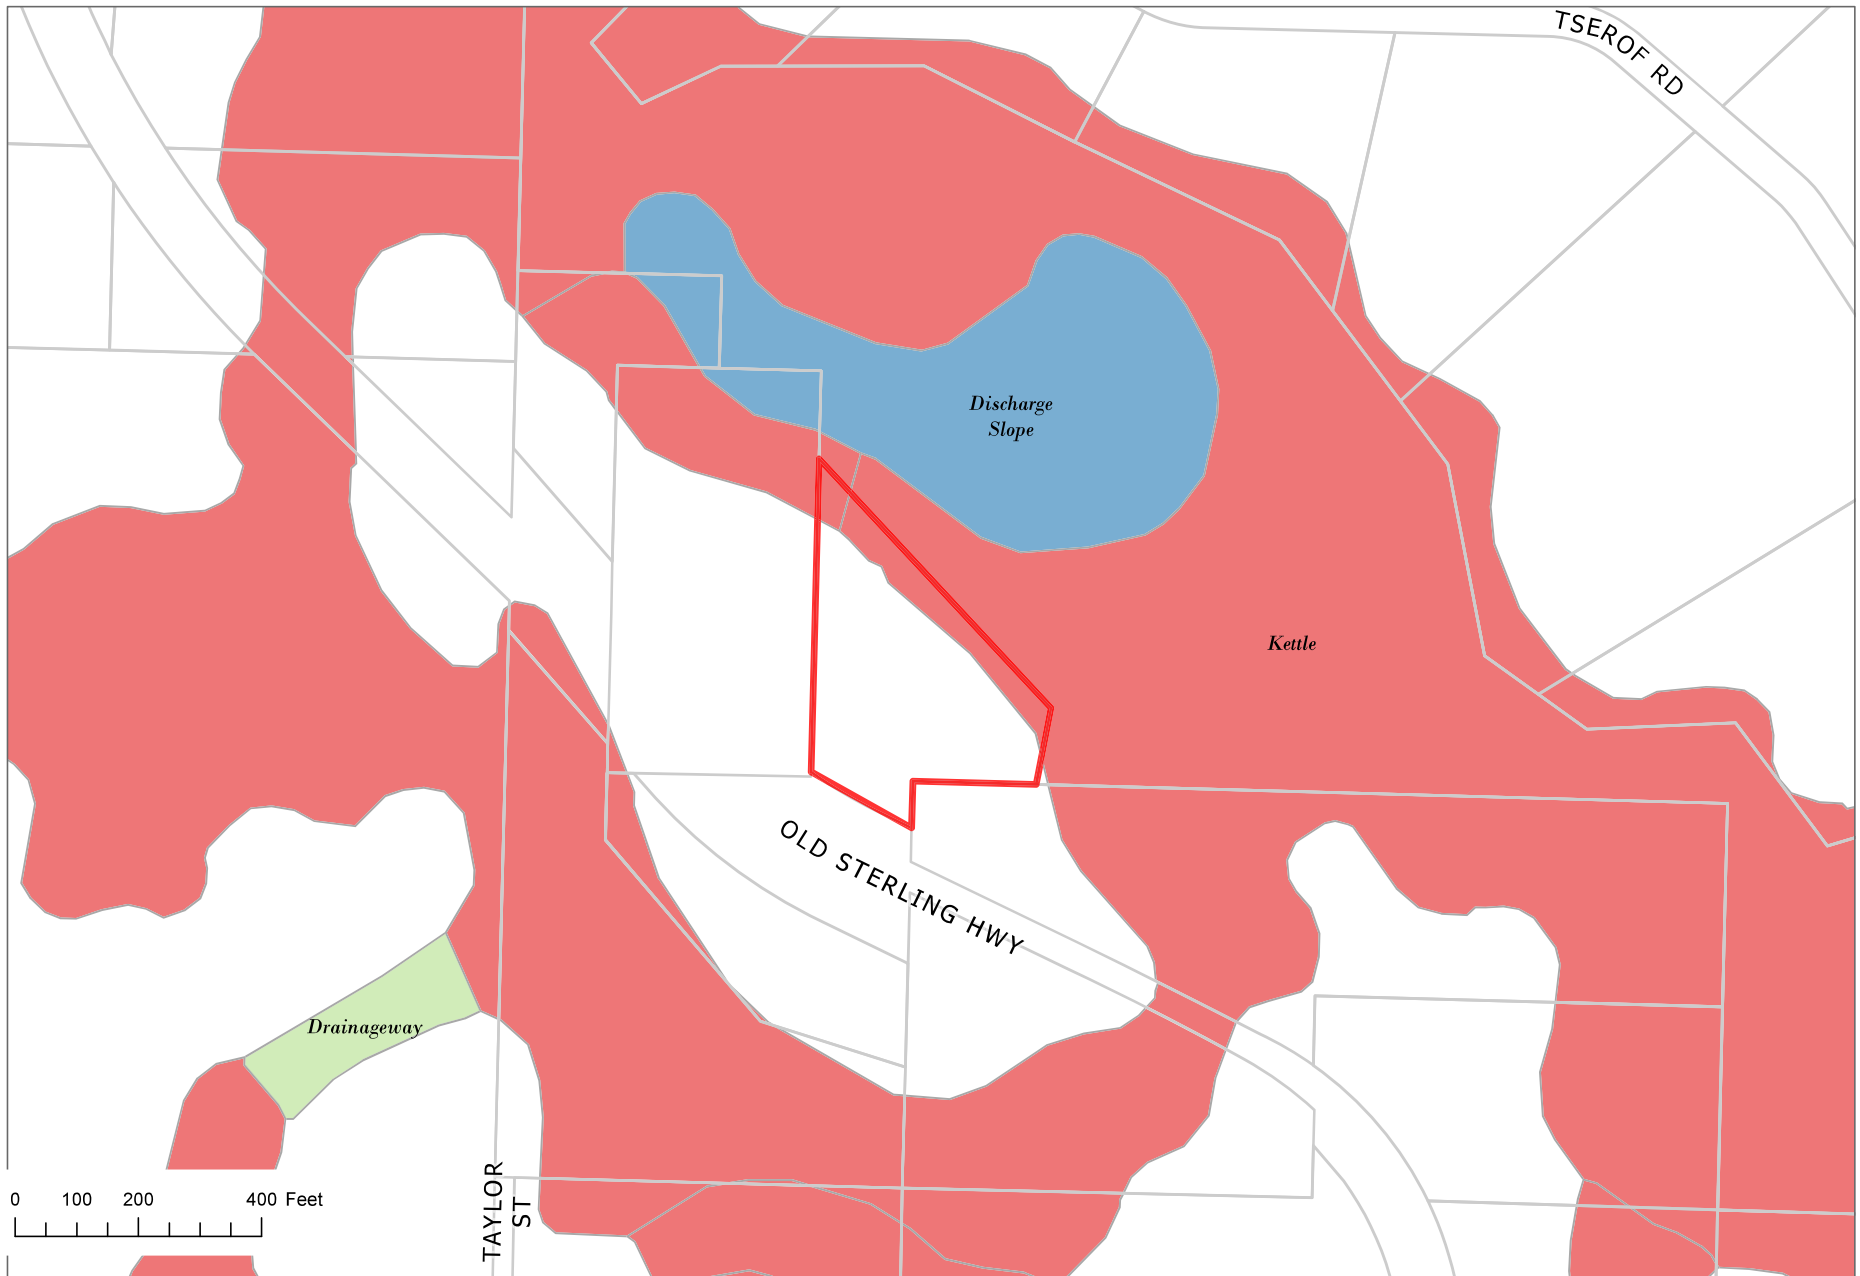 TSEROF RD
Discharge
Slope
Kettle
OLD STERLING HWY
Drainageway
TAYLOR
ST
0 100 200 400 Feet